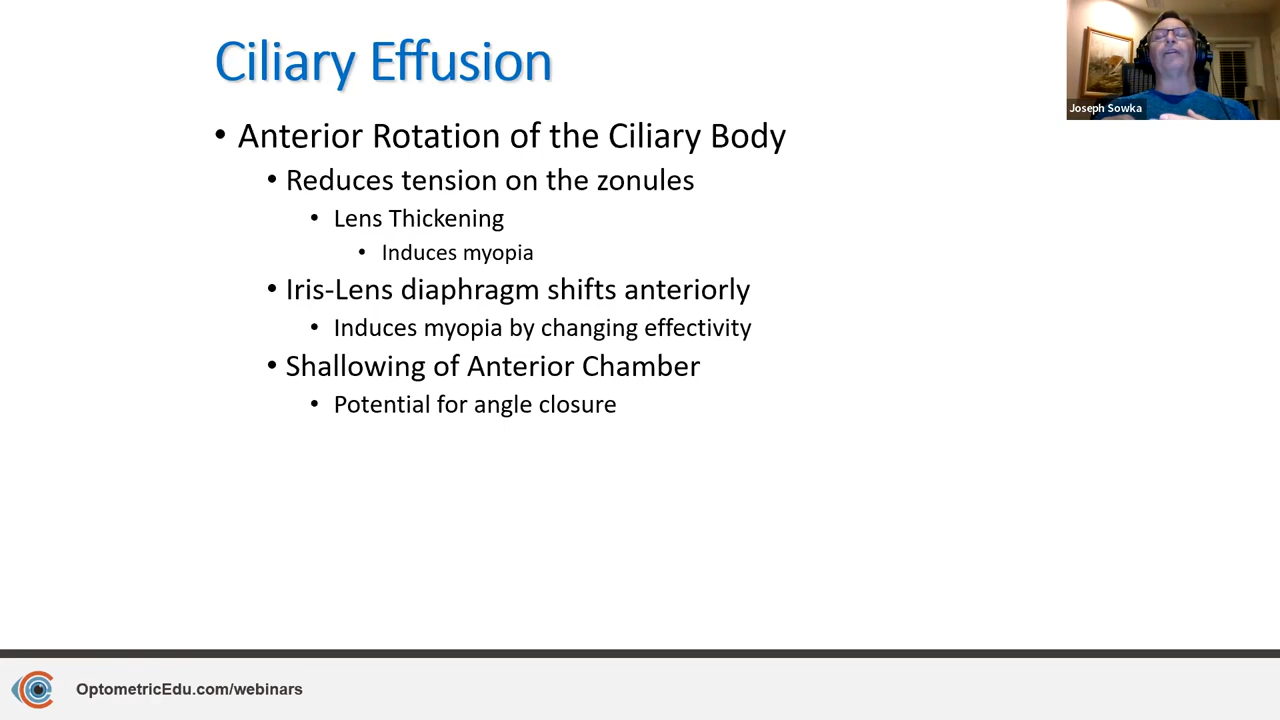 Ciliary Effusion
Joseph Sowka
• Anterior Rotation of the Ciliary Body
• Reduces tension on the zonules
• Lens Thickening
• Induces myopia
• Iris-Lens diaphragm shifts anteriorly
• Induces myopia by changing effectivity
• Shallowing of Anterior Chamber
• Potential for angle closure
OptometricEdu.com/webinars